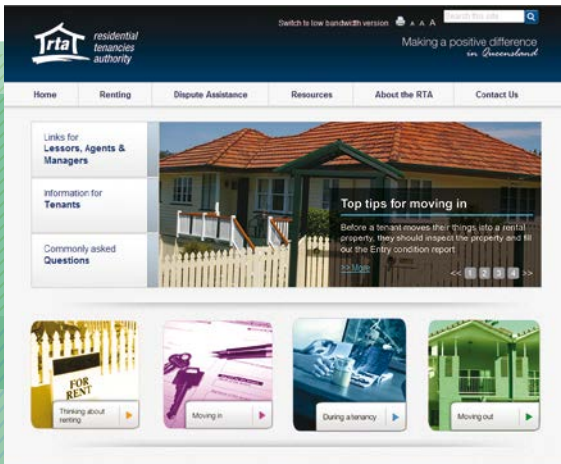 Switch to low bandwidth version A A A Search this site
rta residential
tenancies
authority
Making a positive difference
in Queensland
Home Renting Dispute Assistance Resources About the RTA Contact Us
Links for
Lessors, Agents &
Managers
Information for
Tenants
Commonly asked
Questions
Top tips for moving in
Before a tenant moves their things into a rental
property, they should inspect the property and fill
out the Entry condition report
>> More
<< 1 2 3 4 >>
FOR
RENT
Thinking about
renting
Moving in
During a tenancy
Moving out